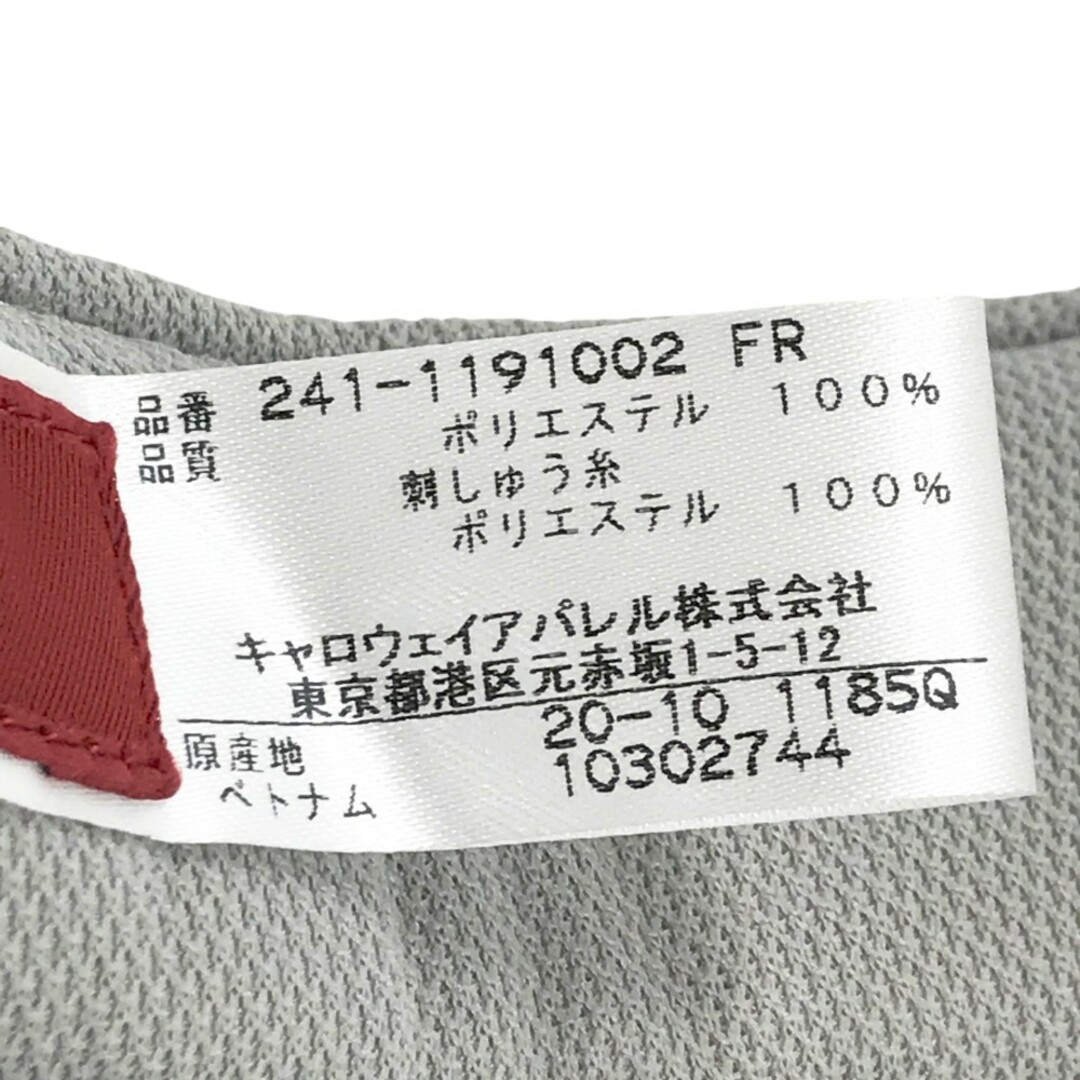 品番 241-1191002 FR
品質 ポリエステル 100%
刺しゅう糸
ポリエステル 100%
キャロウェイアパレル株式会社
東京都港区元赤坂1-5-12
20-10 1185Q
原産地 10302744
ベトナム